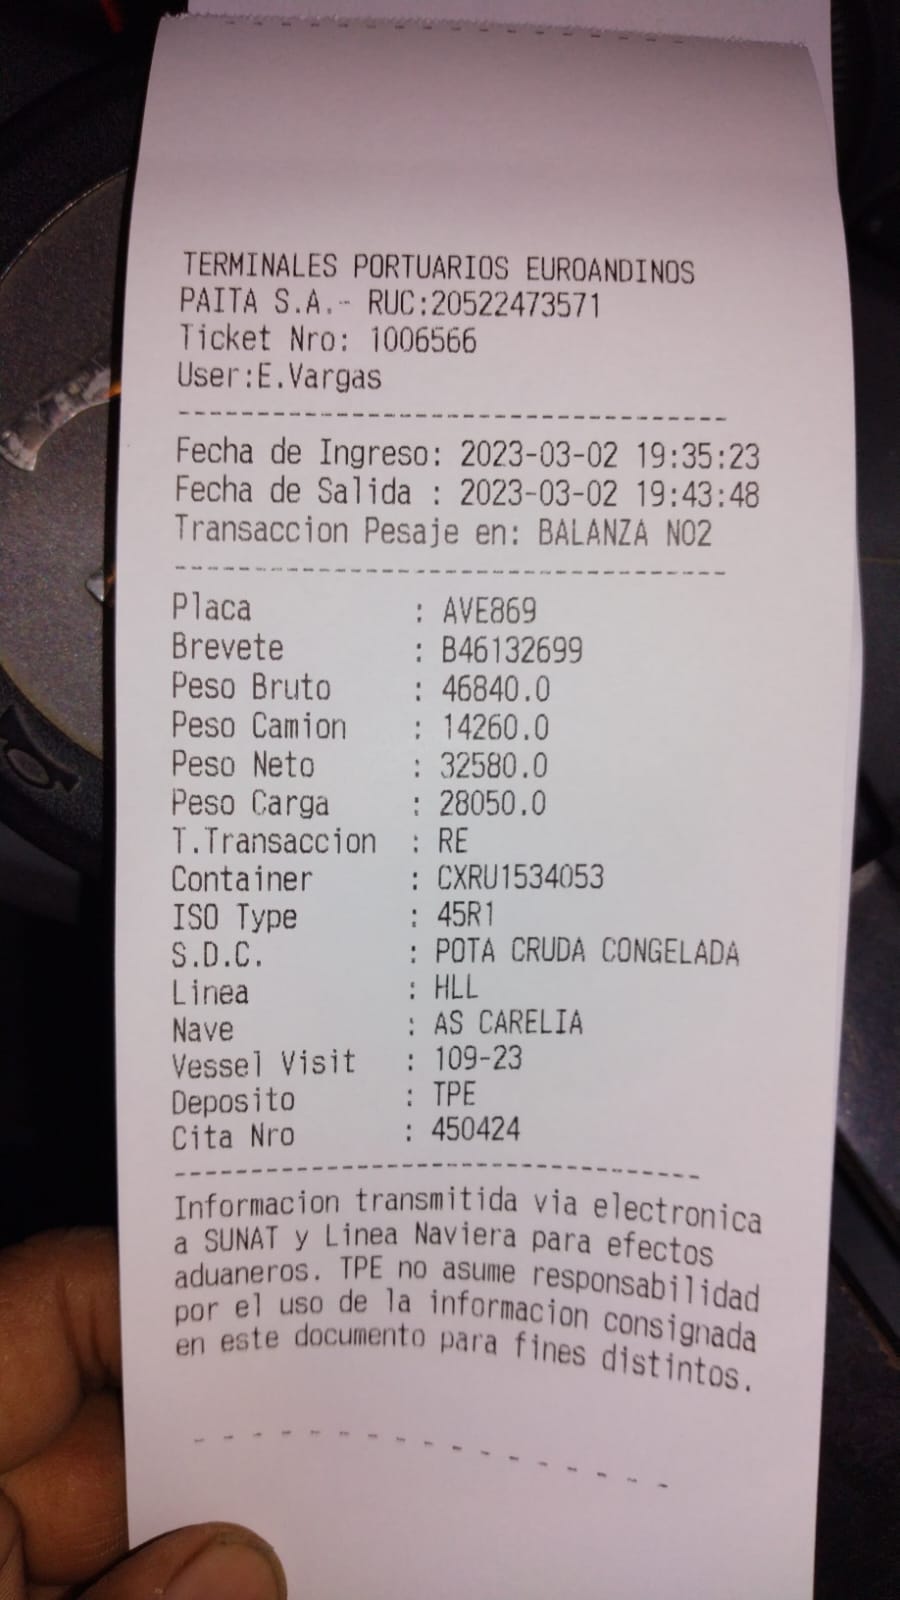 TERMINALES PORTUARIOS EUROANDINOS
PAITA S.A.- RUC:20522473571
Ticket Nro: 1006566
User:E.Vargas
-----------------------------------
Fecha de Ingreso: 2023-03-02 19:35:23
Fecha de Salida : 2023-03-02 19:43:48
Transaccion Pesaje en: BALANZA NO2
-----------------------------------
Placa : AVE869
Brevete : B46132699
Peso Bruto : 46840.0
Peso Camion : 14260.0
Peso Neto : 32580.0
Peso Carga : 28050.0
T.Transaccion : RE
Container : CXRU1534053
ISO Type : 45R1
S.D.C. : POTA CRUDA CONGELADA
Linea : HLL
Nave : AS CARELIA
Vessel Visit : 109-23
Deposito : TPE
Cita Nro : 450424
-----------------------------------
Informacion transmitida via electronica
a SUNAT y Linea Naviera para efectos
aduaneros. TPE no asume responsabilidad
por el uso de la informacion consignada
en este documento para fines distintos.